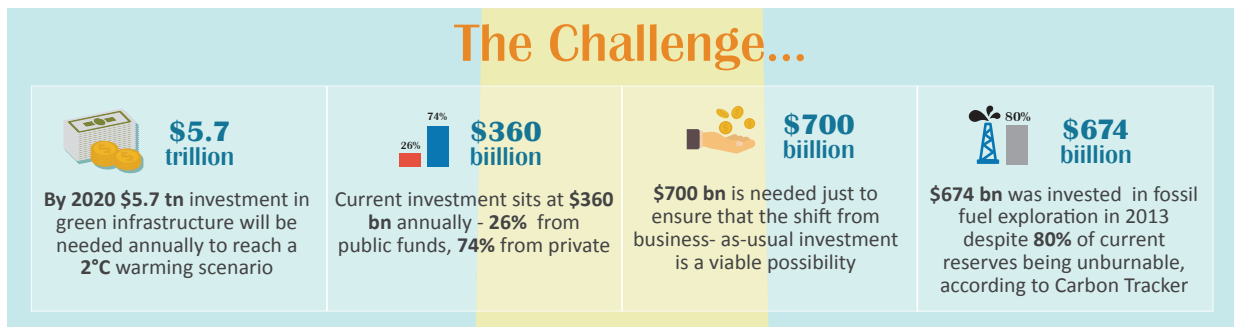 The Challenge...
$5.7
trillion
By 2020 $5.7 tn investment in
green infrastructure will be
needed annually to reach a
2°C warming scenario
26%
74%
$360
biillion
Current investment sits at $360
bn annually - 26% from
public funds, 74% from private
$700
biillion
$700 bn is needed just to
ensure that the shift from
business- as-usual investment
is a viable possibility
80%
$674
biillion
$674 bn was invested in fossil
fuel exploration in 2013
despite 80% of current
reserves being unburnable,
according to Carbon Tracker